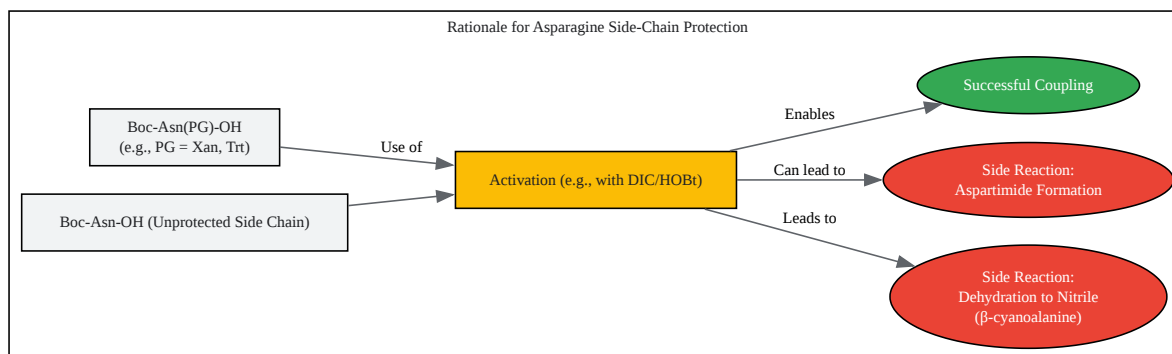 Rationale for Asparagine Side-Chain Protection
Boc-Asn(PG)-OH
(e.g., PG = Xan, Trt)
Use of
Boc-Asn-OH (Unprotected Side Chain)
Activation (e.g., with DIC/HOBt)
Enables
Successful Coupling
Can lead to
Side Reaction:
Aspartimide Formation
Leads to
Side Reaction:
Dehydration to Nitrile
(β-cyanoalanine)